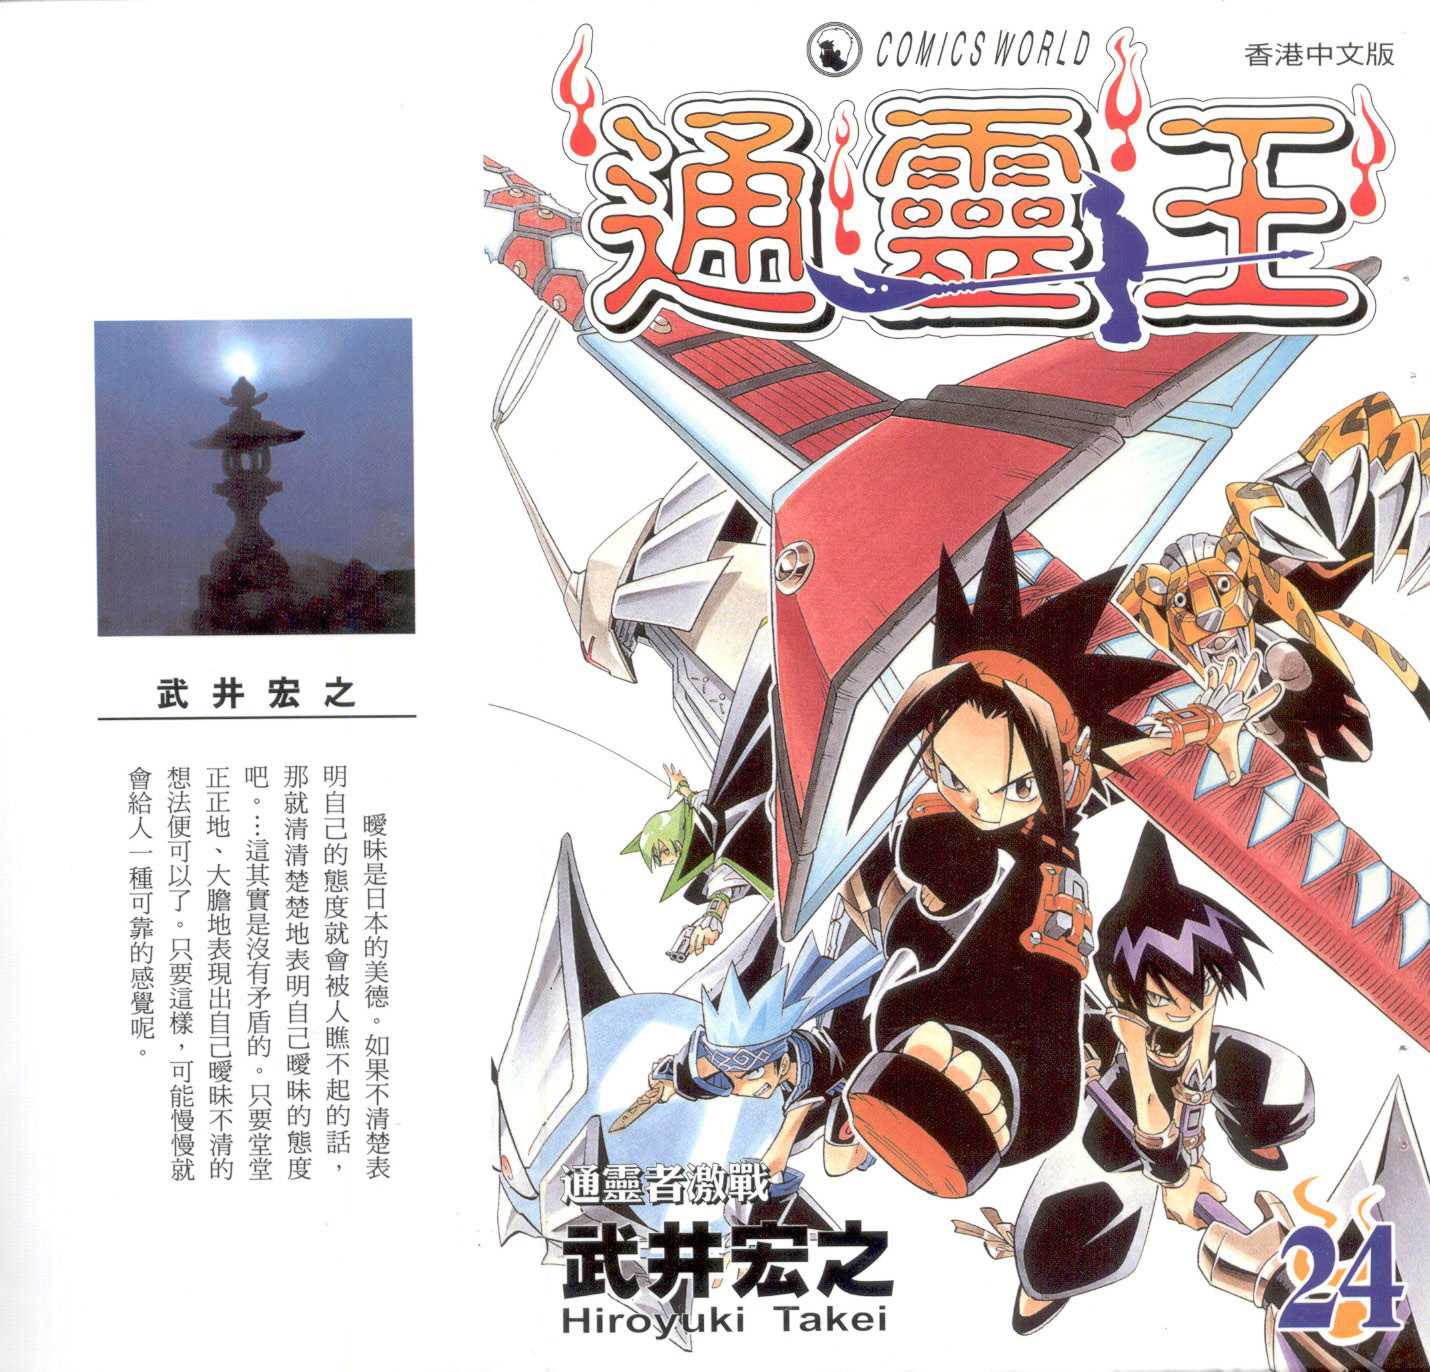 COMICS WORLD
香港中文版
通靈王
武井宏之
曖昧是日本的美德。如果不清楚表
明自己的態度就會被人瞧不起的話，
那就清清楚楚地表明自己曖昧的態度
吧。…這其實是沒有矛盾的。只要堂堂
正正地、大膽地表現出自己曖昧不清的
想法便可以了。只要這樣，可能慢慢就
會給人一種可靠的感覺呢。
通靈者激戰
武井宏之
Hiroyuki Takei
24